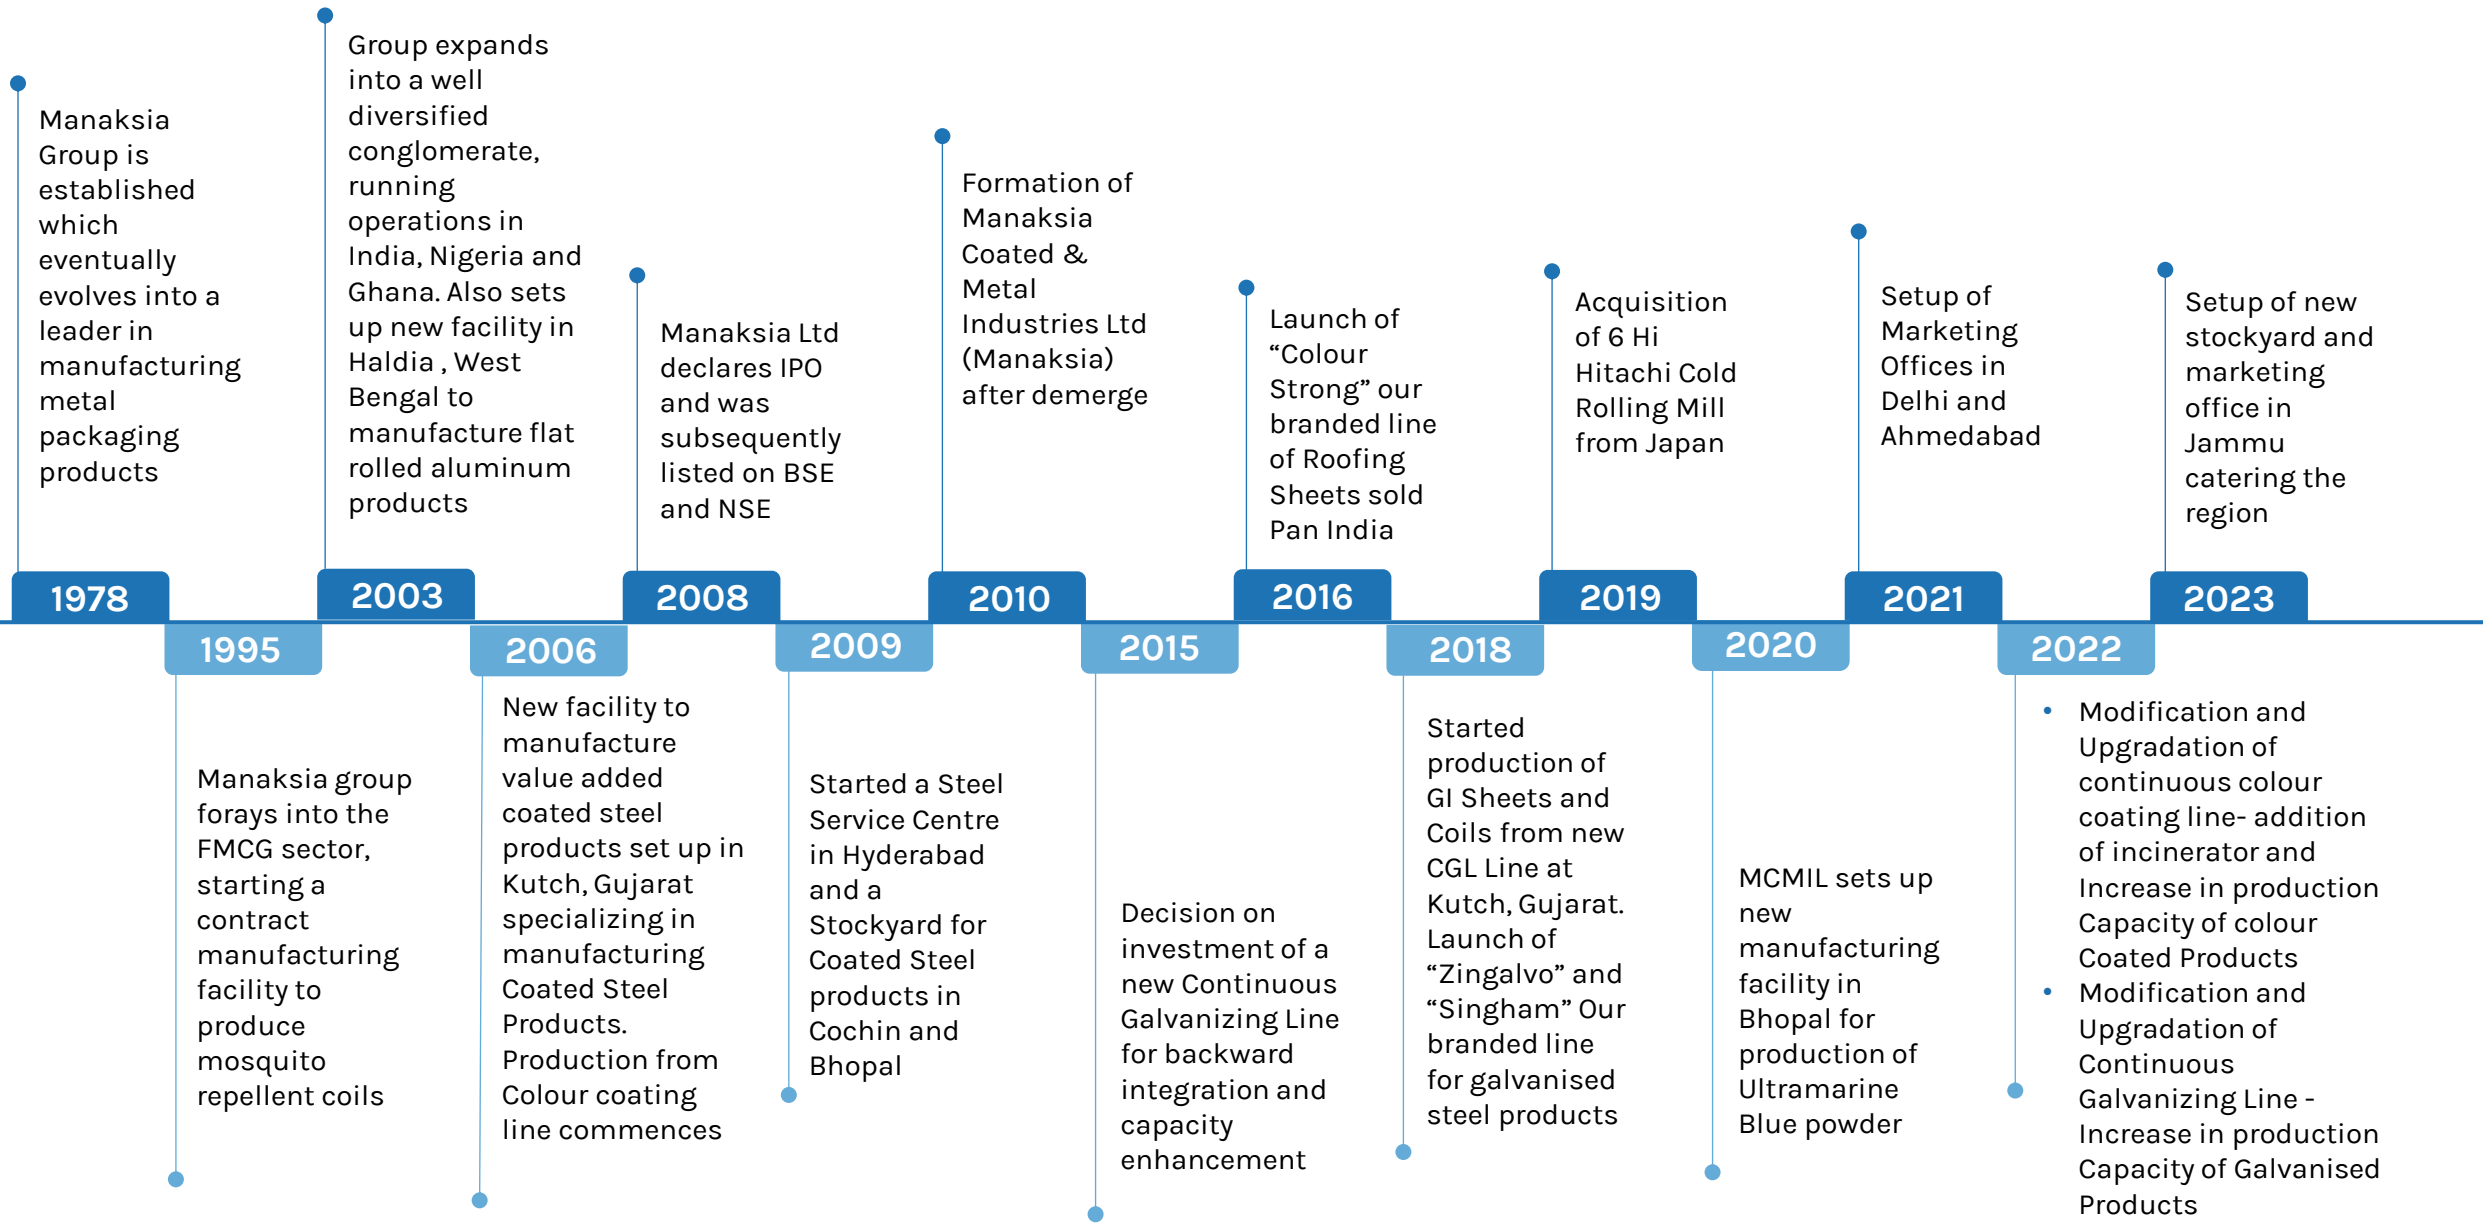 Manaksia
Group is
established
which
eventually
evolves into a
leader in
manufacturing
metal
packaging
products
Group expands
into a well
diversified
conglomerate,
running
operations in
India, Nigeria and
Ghana. Also sets
up new facility in
Haldia , West
Bengal to
manufacture flat
rolled aluminum
products
Manaksia Ltd
declares IPO
and was
subsequently
listed on BSE
and NSE
Formation of
Manaksia
Coated &
Metal
Industries Ltd
(Manaksia)
after demerge
Launch of
“Colour
Strong” our
branded line
of Roofing
Sheets sold
Pan India
Acquisition
of 6 Hi
Hitachi Cold
Rolling Mill
from Japan
Setup of
Marketing
Offices in
Delhi and
Ahmedabad
Setup of new
stockyard and
marketing
office in
Jammu
catering the
region
1978
2003
2008
2010
2016
2019
2021
2023
1995
2006
2009
2015
2018
2020
2022
Manaksia group
forays into the
FMCG sector,
starting a
contract
manufacturing
facility to
produce
mosquito
repellent coils
New facility to
manufacture
value added
coated steel
products set up in
Kutch, Gujarat
specializing in
manufacturing
Coated Steel
Products.
Production from
Colour coating
line commences
Started a Steel
Service Centre
in Hyderabad
and a
Stockyard for
Coated Steel
products in
Cochin and
Bhopal
Decision on
investment of a
new Continuous
Galvanizing Line
for backward
integration and
capacity
enhancement
Started
production of
GI Sheets and
Coils from new
CGL Line at
Kutch, Gujarat.
Launch of
“Zingalvo” and
“Singham” Our
branded line
for galvanised
steel products
MCMIL sets up
new
manufacturing
facility in
Bhopal for
production of
Ultramarine
Blue powder
• Modification and
Upgradation of
continuous colour
coating line- addition
of incinerator and
Increase in production
Capacity of colour
Coated Products
• Modification and
Upgradation of
Continuous
Galvanizing Line -
Increase in production
Capacity of Galvanised
Products